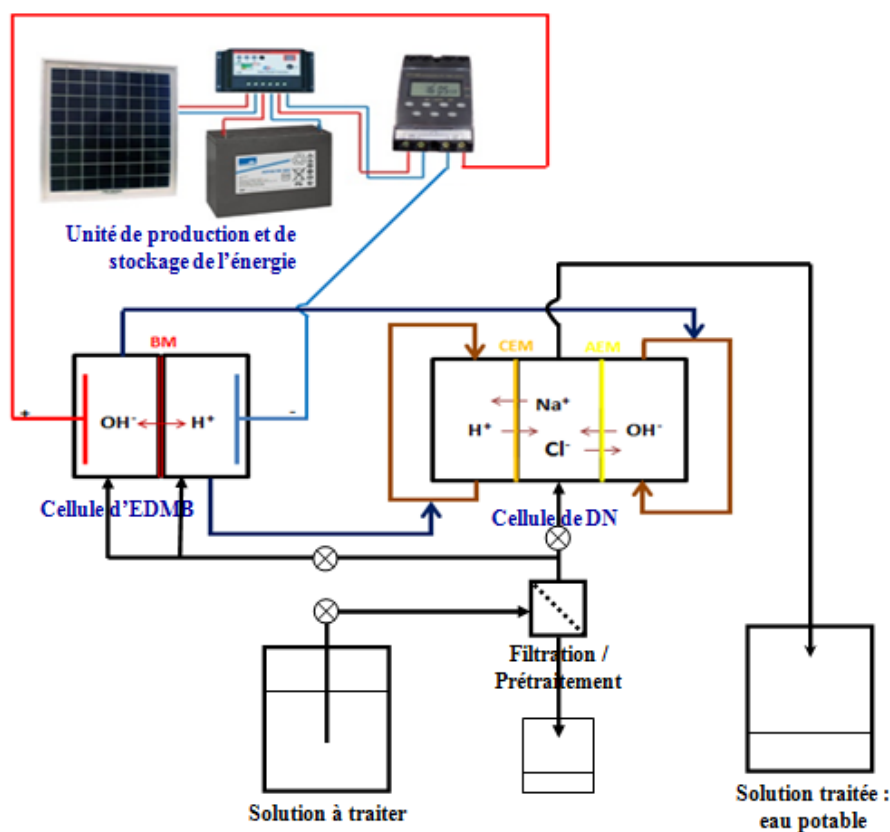 Unité de production et de
stockage de l'énergie
BM
CEM
AEM
+
-
OH⁻
H⁺
Na⁺
H⁺
OH⁻
Cl⁻
Cellule d'EDMB
Cellule de DN
Filtration /
Prétraitement
Solution à traiter
Solution traitée :
eau potable